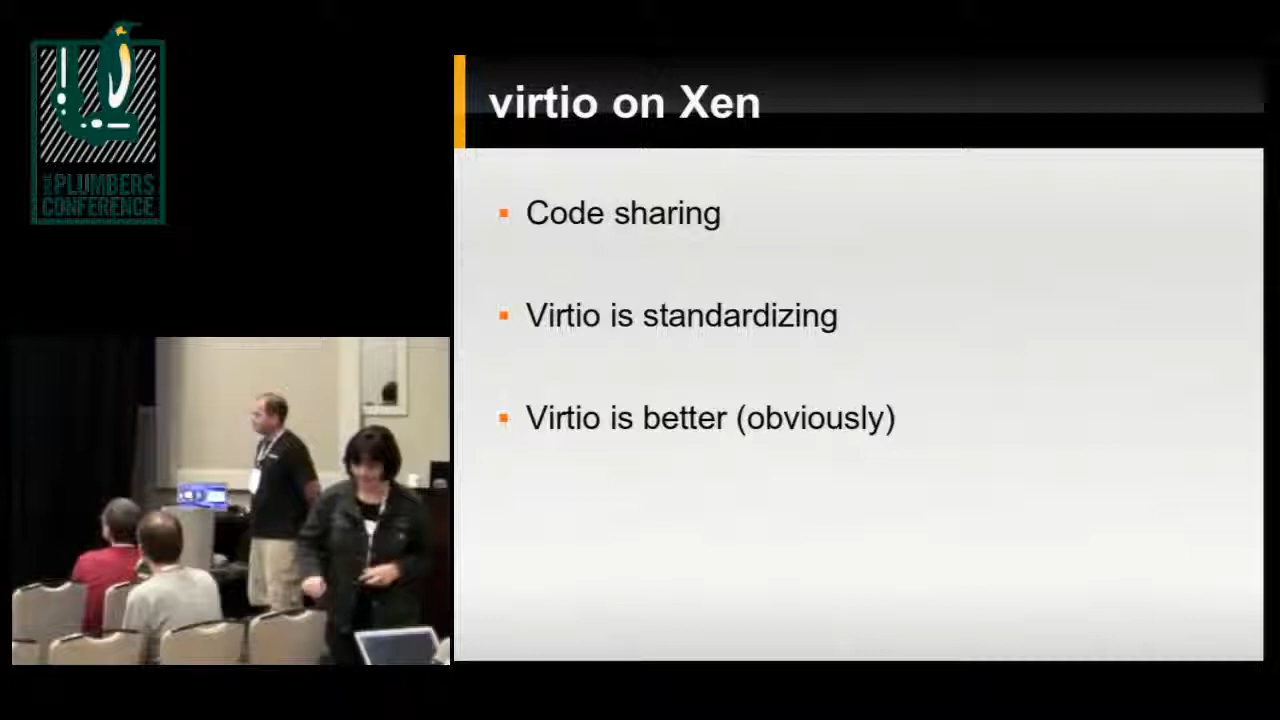 PLUMBERS
CONFERENCE
virtio on Xen
Code sharing
Virtio is standardizing
Virtio is better (obviously)